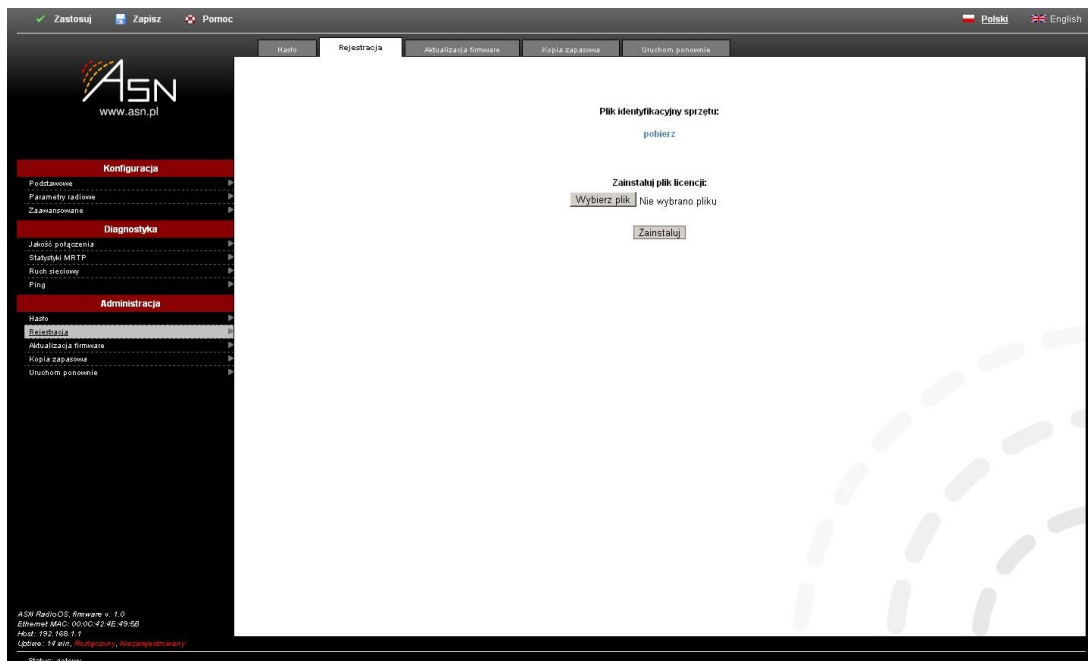 Zastosuj Zapisz Pomoc Polski English
Hasło Rejestracja Aktualizacja firmware Kopia zapasowa Uruchom ponownie
ASN
www.asn.pl
Plik identyfikacyjny sprzętu:
pobierz
Zainstaluj plik licencji:
Wybierz plik Nie wybrano pliku
Zainstaluj
Konfiguracja
Podstawowe
Parametry radiowe
Zaawansowane
Diagnostyka
Jakość połączenia
Statystyki MRTP
Ruch sieciowy
Ping
Administracja
Hasło
Rejestracja
Aktualizacja firmware
Kopia zapasowa
Uruchom ponownie
ASN RadioOS, firmware v. 1.0
Ethernet MAC: 00:0C:42:4E:49:5B
Host: 192.168.1.1
Uptime: 14 min, Rozłączony, Niezarejestrowany
Status: gotowy